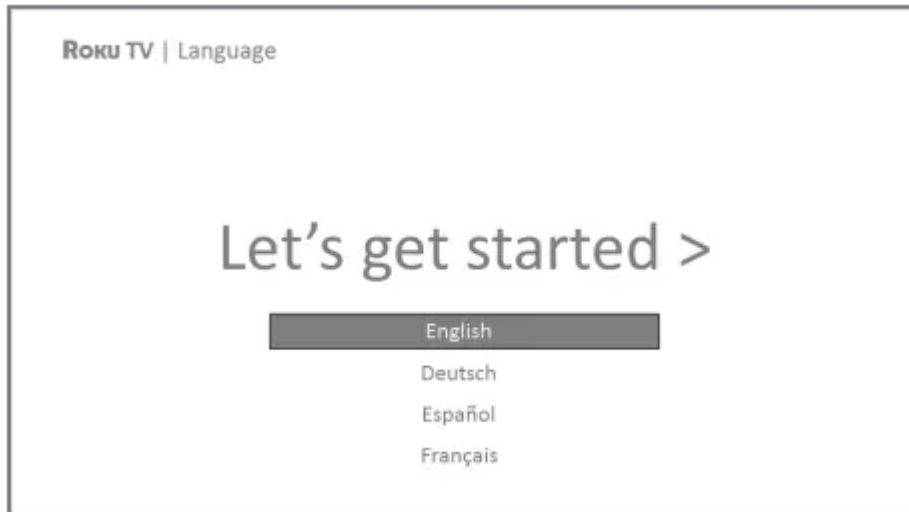 Roku TV | Language
Let's get started >
English
Deutsch
Español
Français